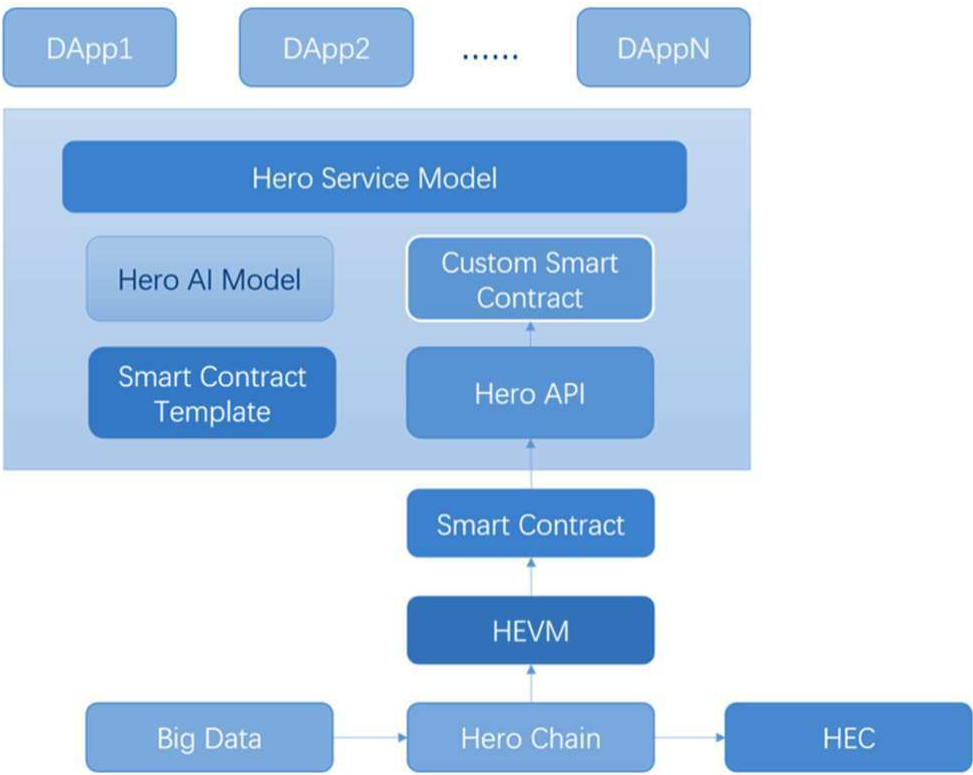 DApp1
DApp2
......
DAppN
Hero Service Model
Hero AI Model
Custom Smart
Contract
Smart Contract
Template
Hero API
Smart Contract
HEVM
Big Data
Hero Chain
HEC